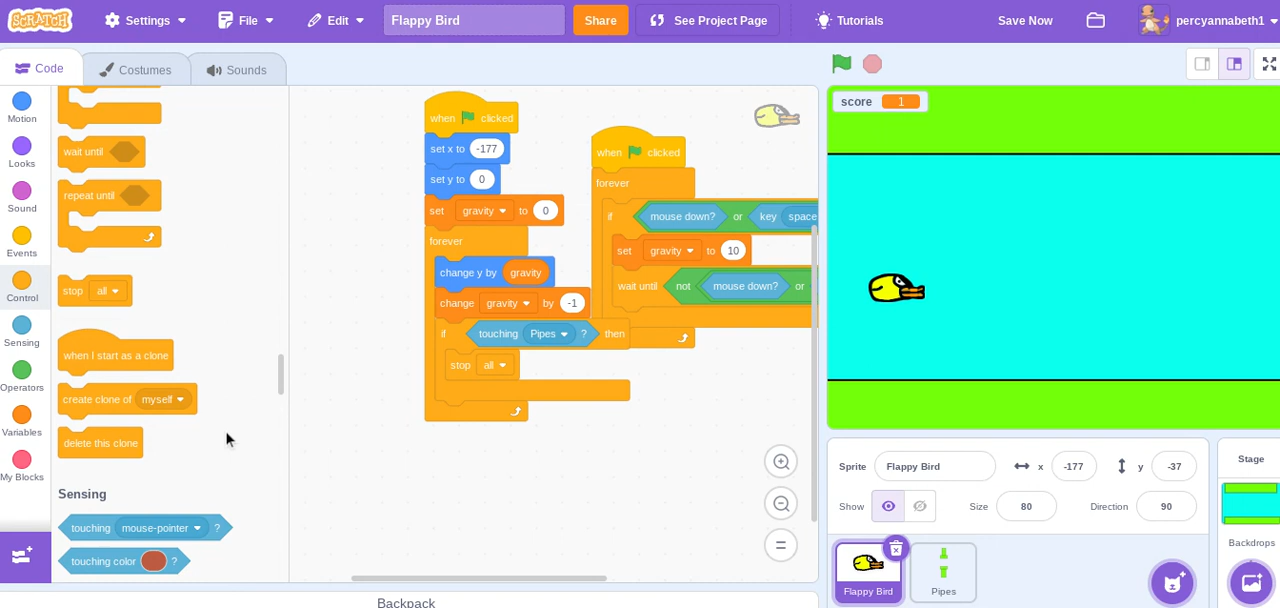 SCRATCH Settings File Edit Flappy Bird Share See Project Page Tutorials Save Now percyannabeth1
Code Costumes Sounds
Motion
Looks
Sound
Events
Control
Sensing
Operators
Variables
My Blocks
wait until
repeat until
stop all
when I start as a clone
create clone of myself
delete this clone
Sensing
touching mouse-pointer ?
touching color ?
when clicked
set x to -177
set y to 0
set gravity to 0
forever
change y by gravity
change gravity by -1
if touching Pipes ? then
stop all
when clicked
forever
if mouse down? or key space
set gravity to 10
wait until not mouse down? or
score 1
Sprite Flappy Bird x -177 y -37
Show Size 80 Direction 90
Flappy Bird
Pipes
Stage
Backdrops
Backpack